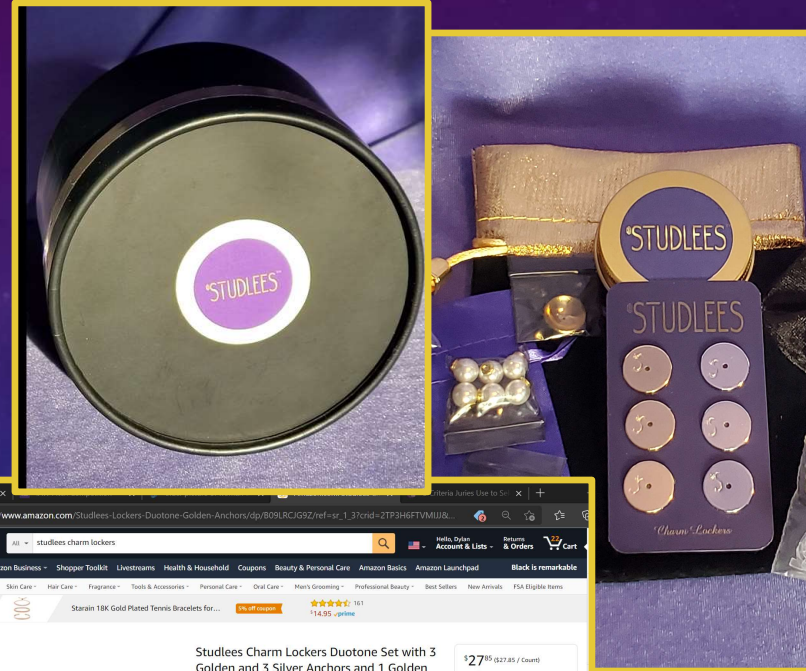 STUDLEES™
STUDLEES
STUDLEES
Charm Lockers
www.amazon.com/Studlees-Lockers-Duotone-Golden-Anchors/dp/B09LRCJG9Z/ref=sr_1_3?crid=2TP3H6FTVMIJJ&...
All studlees charm lockers
Hello, Dylan
Account & Lists
Returns
& Orders
22
Cart
zon Business Shopper Toolkit Livestreams Health & Household Coupons Beauty & Personal Care Amazon Basics Amazon Launchpad Black is remarkable
Skin Care Hair Care Fragrance Tools & Accessories Personal Care Oral Care Men's Grooming Professional Beauty Best Sellers New Arrivals FSA Eligible Items
Starain 18K Gold Plated Tennis Bracelets for... 5% off coupon 161
$14.95 prime
Studlees Charm Lockers Duotone Set with 3
Golden and 3 Silver Anchors and 1 Golden
$27.85 ($27.85 / Count)